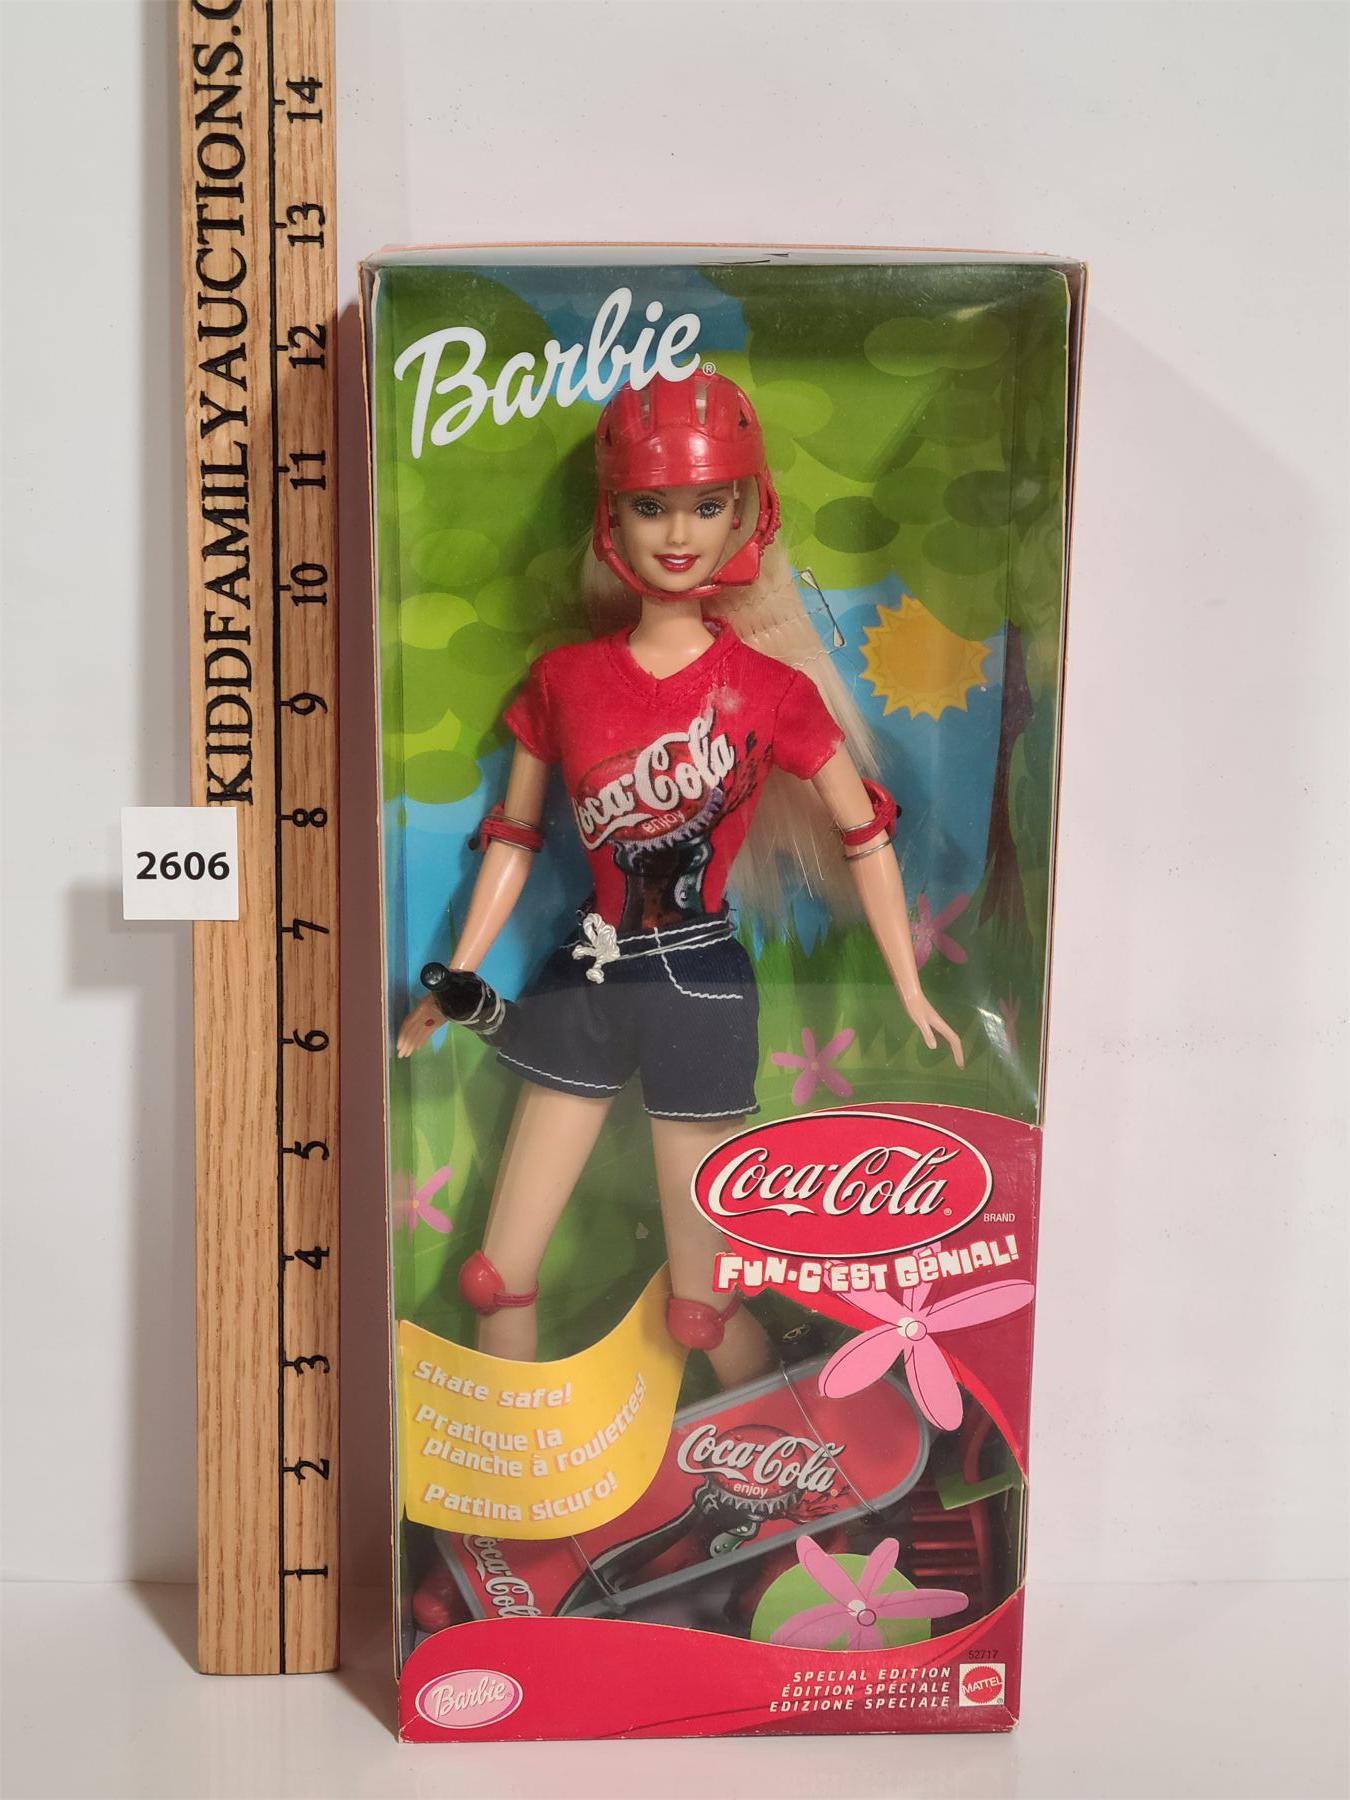 KIDDFAMILYAUCTIONS.C
14
13
12
11
10
9
8
7
6
5
4
3
2
1
2606
Barbie®
Coca-Cola
enjoy
Coca-Cola®
BRAND
FUN·C'EST GÉNIAL!
Skate safe!
Pratique la
planche à roulettes!
Pattina sicuro!
Coca-Cola
enjoy
Coca-Col
52717
SPECIAL EDITION
ÉDITION SPÉCIALE
EDIZIONE SPECIALE
MATTEL®
Barbie